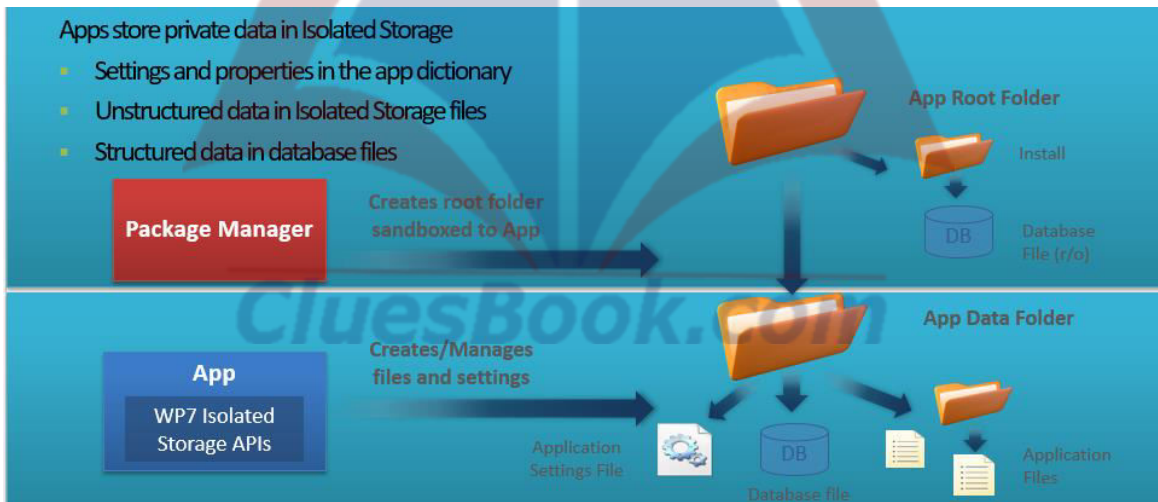 Apps store private data in Isolated Storage
▪ Settings and properties in the app dictionary
▪ Unstructured data in Isolated Storage files
▪ Structured data in database files
Package Manager
Creates root folder
sandboxed to App
App Root Folder
Install
DB
Database
File (r/o)
CluesBook.com
App
WP7 Isolated
Storage APIs
Creates/Manages
files and settings
App Data Folder
Application
Settings File
DB
Database file
Application
Files